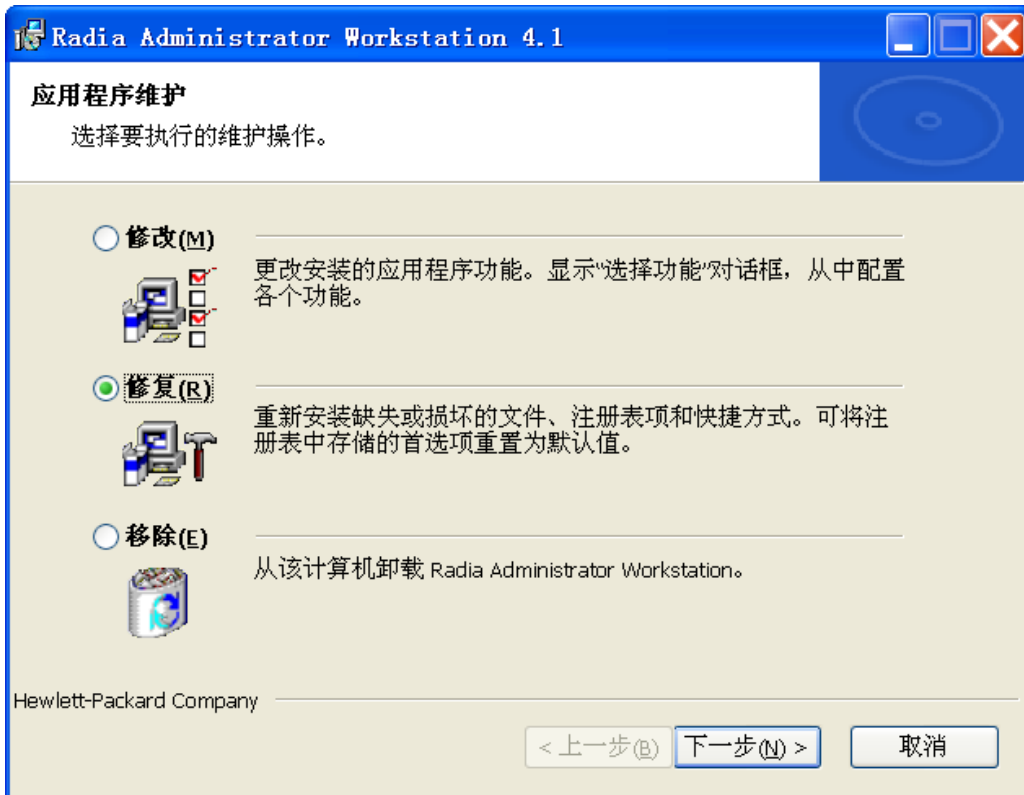 Radia Administrator Workstation 4.1
应用程序维护
选择要执行的维护操作。
修改(M)
更改安装的应用程序功能。显示“选择功能”对话框，从中配置
各个功能。
修复(R)
重新安装缺失或损坏的文件、注册表项和快捷方式。可将注
册表中存储的首选项重置为默认值。
移除(E)
从该计算机卸载 Radia Administrator Workstation。
Hewlett-Packard Company
< 上一步(B)
下一步(N) >
取消